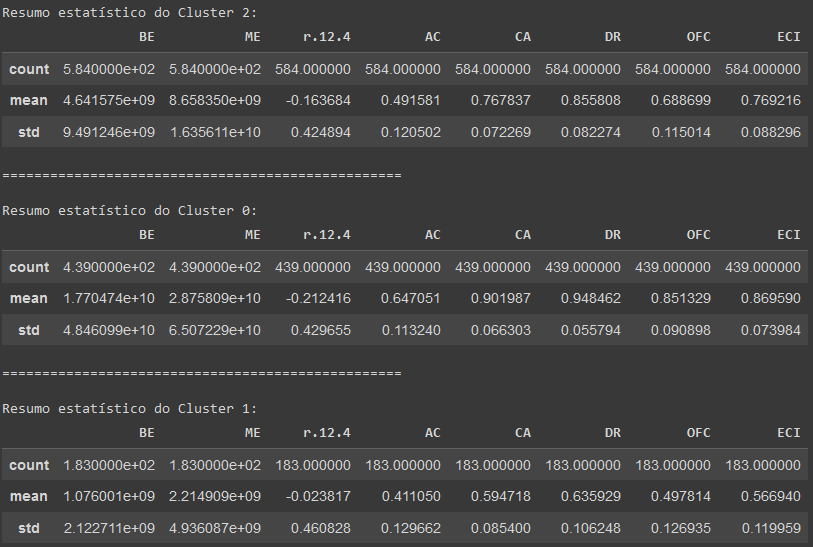 Resumo estatístico do Cluster 2:
BE ME r.12.4 AC CA DR OFC ECI
count 5.840000e+02 5.840000e+02 584.000000 584.000000 584.000000 584.000000 584.000000 584.000000
mean 4.641575e+09 8.658350e+09 -0.163684 0.491581 0.767837 0.855808 0.688699 0.769216
std 9.491246e+09 1.635611e+10 0.424894 0.120502 0.072269 0.082274 0.115014 0.088296
==================================================
Resumo estatístico do Cluster 0:
BE ME r.12.4 AC CA DR OFC ECI
count 4.390000e+02 4.390000e+02 439.000000 439.000000 439.000000 439.000000 439.000000 439.000000
mean 1.770474e+10 2.875809e+10 -0.212416 0.647051 0.901987 0.948462 0.851329 0.869590
std 4.846099e+10 6.507229e+10 0.429655 0.113240 0.066303 0.055794 0.090898 0.073984
==================================================
Resumo estatístico do Cluster 1:
BE ME r.12.4 AC CA DR OFC ECI
count 1.830000e+02 1.830000e+02 183.000000 183.000000 183.000000 183.000000 183.000000 183.000000
mean 1.076001e+09 2.214909e+09 -0.023817 0.411050 0.594718 0.635929 0.497814 0.566940
std 2.122711e+09 4.936087e+09 0.460828 0.129662 0.085400 0.106248 0.126935 0.119959